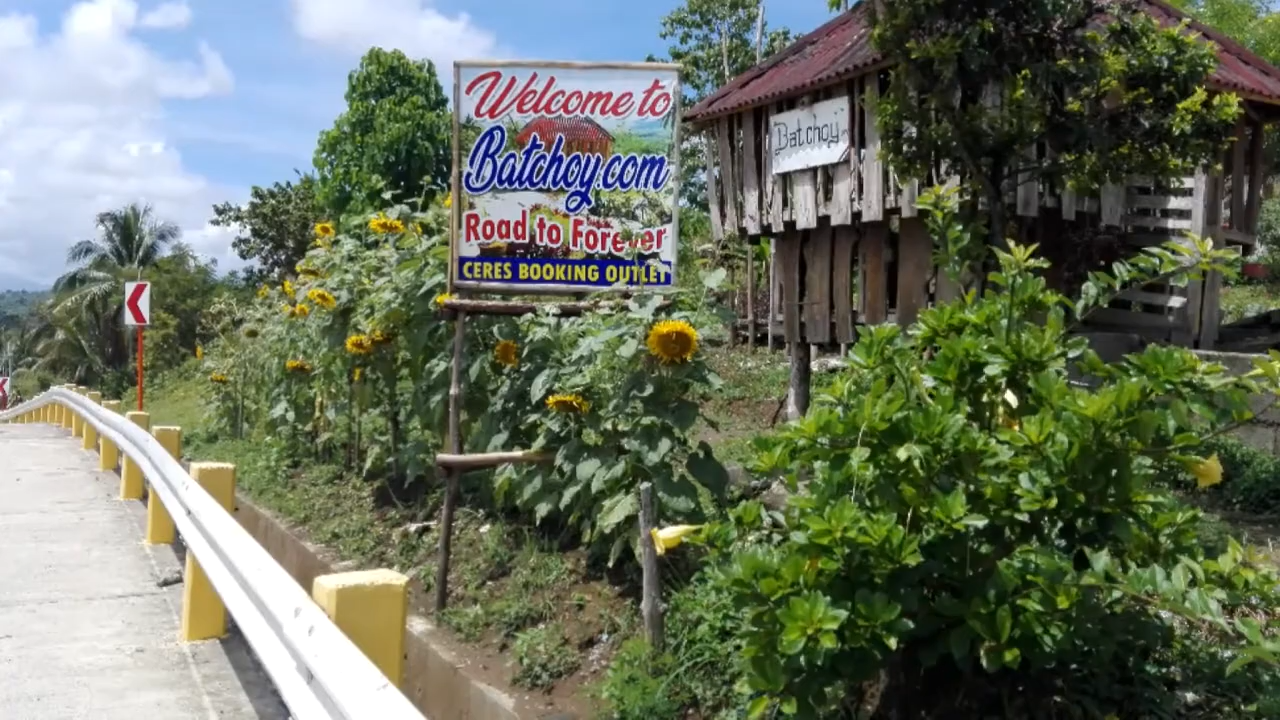 Welcome to
Batchoy.com
Road to Forever
CERES BOOKING OUTLET
Batchoy